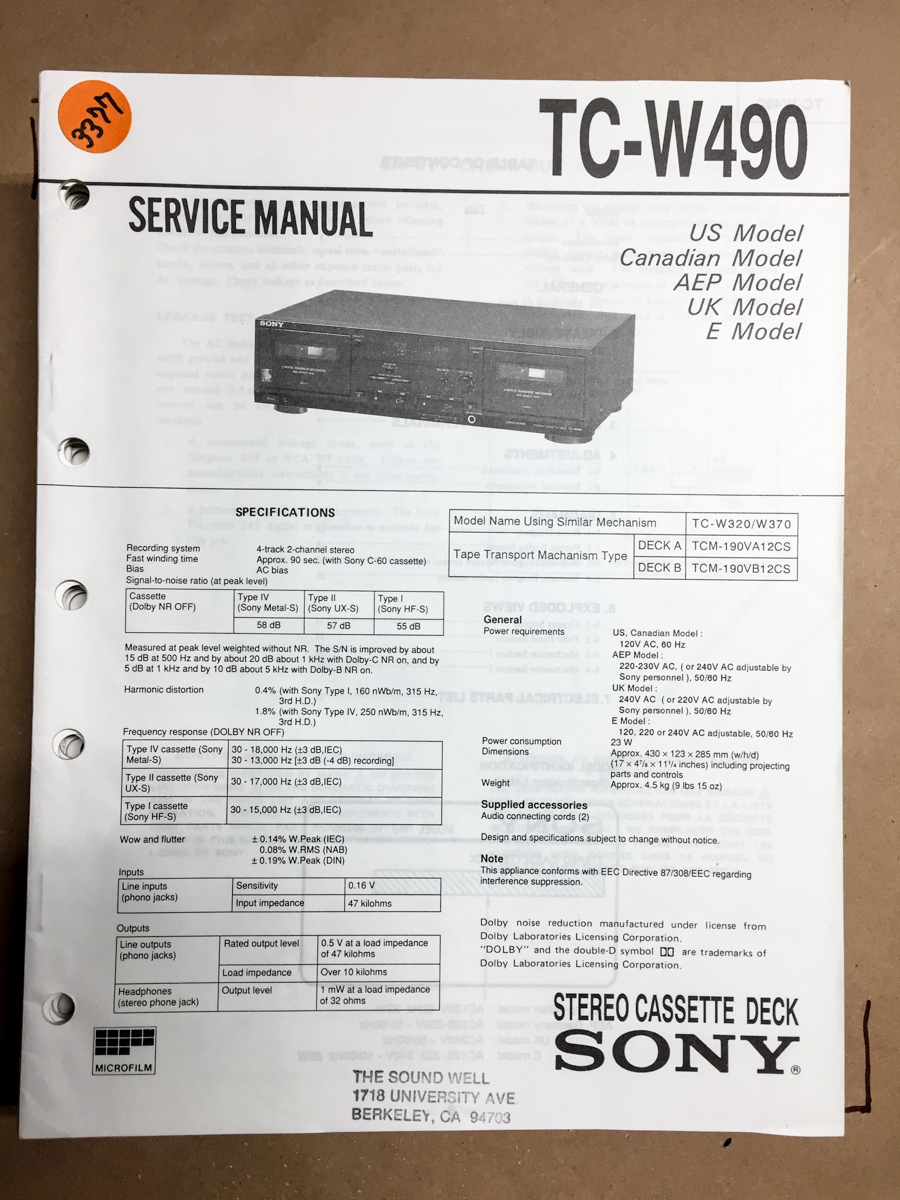 3377
TC-W490
SERVICE MANUAL
US Model
Canadian Model
AEP Model
UK Model
E Model
SONY
SPECIFICATIONS
Recording system 4-track 2-channel stereo
Fast winding time Approx. 90 sec. (with Sony C-60 cassette)
Bias AC bias
Signal-to-noise ratio (at peak level)
Cassette (Dolby NR OFF) Type IV (Sony Metal-S) Type II (Sony UX-S) Type I (Sony HF-S)
58 dB 57 dB 55 dB
Measured at peak level weighted without NR. The S/N is improved by about
15 dB at 500 Hz and by about 20 dB about 1 kHz with Dolby-C NR on, and by
5 dB at 1 kHz and by 10 dB about 5 kHz with Dolby-B NR on.
Harmonic distortion 0.4% (with Sony Type I, 160 nWb/m, 315 Hz,
3rd H.D.)
1.8% (with Sony Type IV, 250 nWb/m, 315 Hz,
3rd H.D.)
Frequency response (DOLBY NR OFF)
Type IV cassette (Sony Metal-S) 30 - 18,000 Hz (±3 dB,IEC)
30 - 13,000 Hz [±3 dB (-4 dB) recording]
Type II cassette (Sony UX-S) 30 - 17,000 Hz (±3 dB,IEC)
Type I cassette (Sony HF-S) 30 - 15,000 Hz (±3 dB,IEC)
Wow and flutter ± 0.14% W.Peak (IEC)
0.08% W.RMS (NAB)
± 0.19% W.Peak (DIN)
Inputs
Line inputs (phono jacks) Sensitivity 0.16 V
Input impedance 47 kilohms
Outputs
Line outputs (phono jacks) Rated output level 0.5 V at a load impedance of 47 kilohms
Load impedance Over 10 kilohms
Headphones (stereo phone jack) Output level 1 mW at a load impedance of 32 ohms
MICROFILM
Model Name Using Similar Mechanism TC-W320/W370
Tape Transport Machanism Type DECK A TCM-190VA12CS
DECK B TCM-190VB12CS
General
Power requirements US, Canadian Model :
120V AC, 60 Hz
AEP Model :
220-230V AC, ( or 240V AC adjustable by
Sony personnel ), 50/60 Hz
UK Model :
240V AC ( or 220V AC adjustable by
Sony personnel ), 50/60 Hz
E Model :
120, 220 or 240V AC adjustable, 50/60 Hz
Power consumption 23 W
Dimensions Approx. 430 × 123 × 285 mm (w/h/d)
(17 × 4 7/8 × 11 1/4 inches) including projecting
parts and controls
Weight Approx. 4.5 kg (9 lbs 15 oz)
Supplied accessories
Audio connecting cords (2)
Design and specifications subject to change without notice.
Note
This appliance conforms with EEC Directive 87/308/EEC regarding
interference suppression.
Dolby noise reduction manufactured under license from
Dolby Laboratories Licensing Corporation.
"DOLBY" and the double-D symbol are trademarks of
Dolby Laboratories Licensing Corporation.
STEREO CASSETTE DECK
SONY®
THE SOUND WELL
1718 UNIVERSITY AVE.
BERKELEY, CA 94703